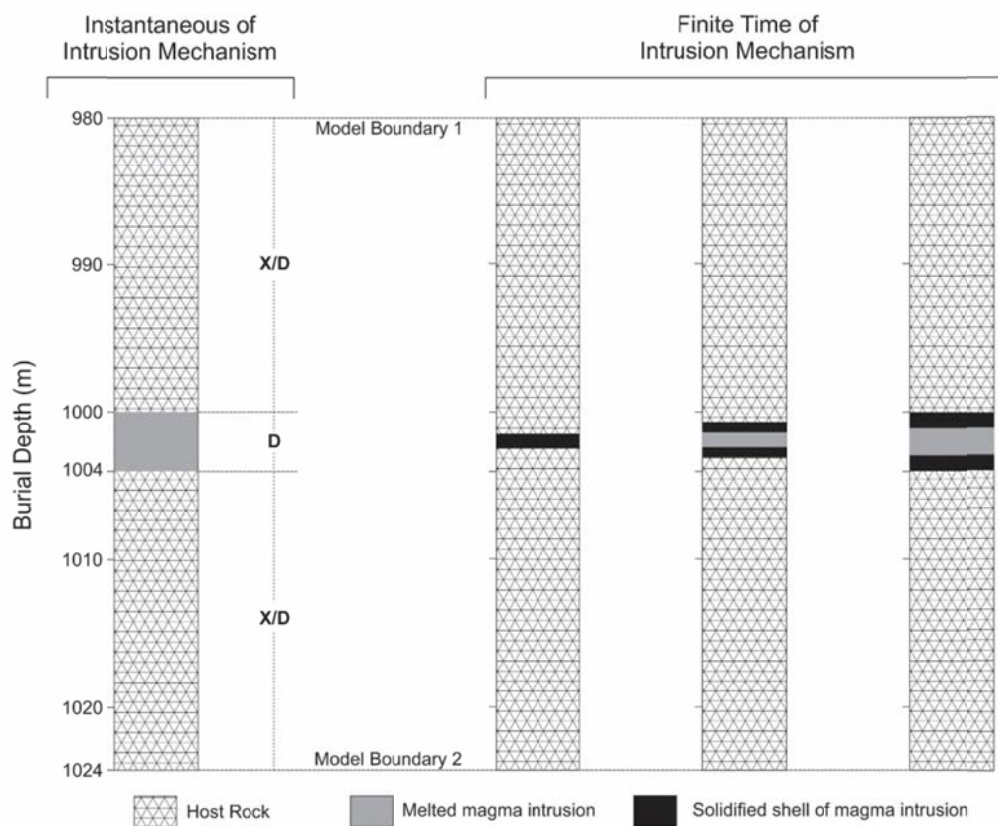 Instantaneous of
Intrusion Mechanism
Finite Time of
Intrusion Mechanism
980
Model Boundary 1
990
X/D
1000
D
1004
Burial Depth (m)
1010
X/D
1020
Model Boundary 2
1024
Host Rock
Melted magma intrusion
Solidified shell of magma intrusion